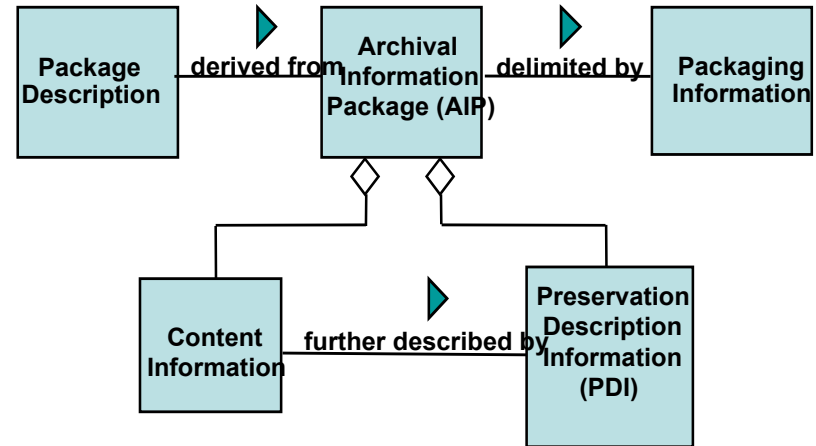 Package
Description
derived from
Archival
Information
Package (AIP)
delimited by
Packaging
Information
Content
Information
further described by
Preservation
Description
Information
(PDI)